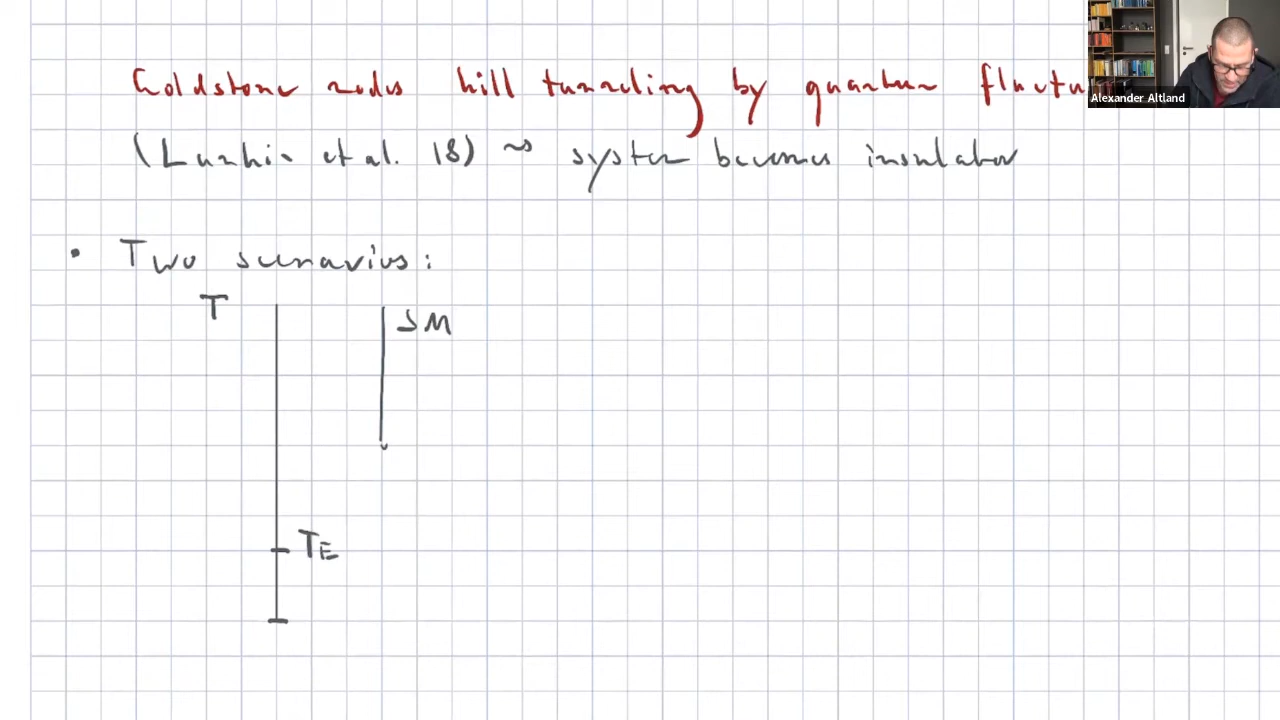 Goldstone modes kill tunneling by quantum fluctu
Alexander Altland
(Lunkin et al. 18) ~> system becomes insulator
• Two scenarios:
T
SM
TE